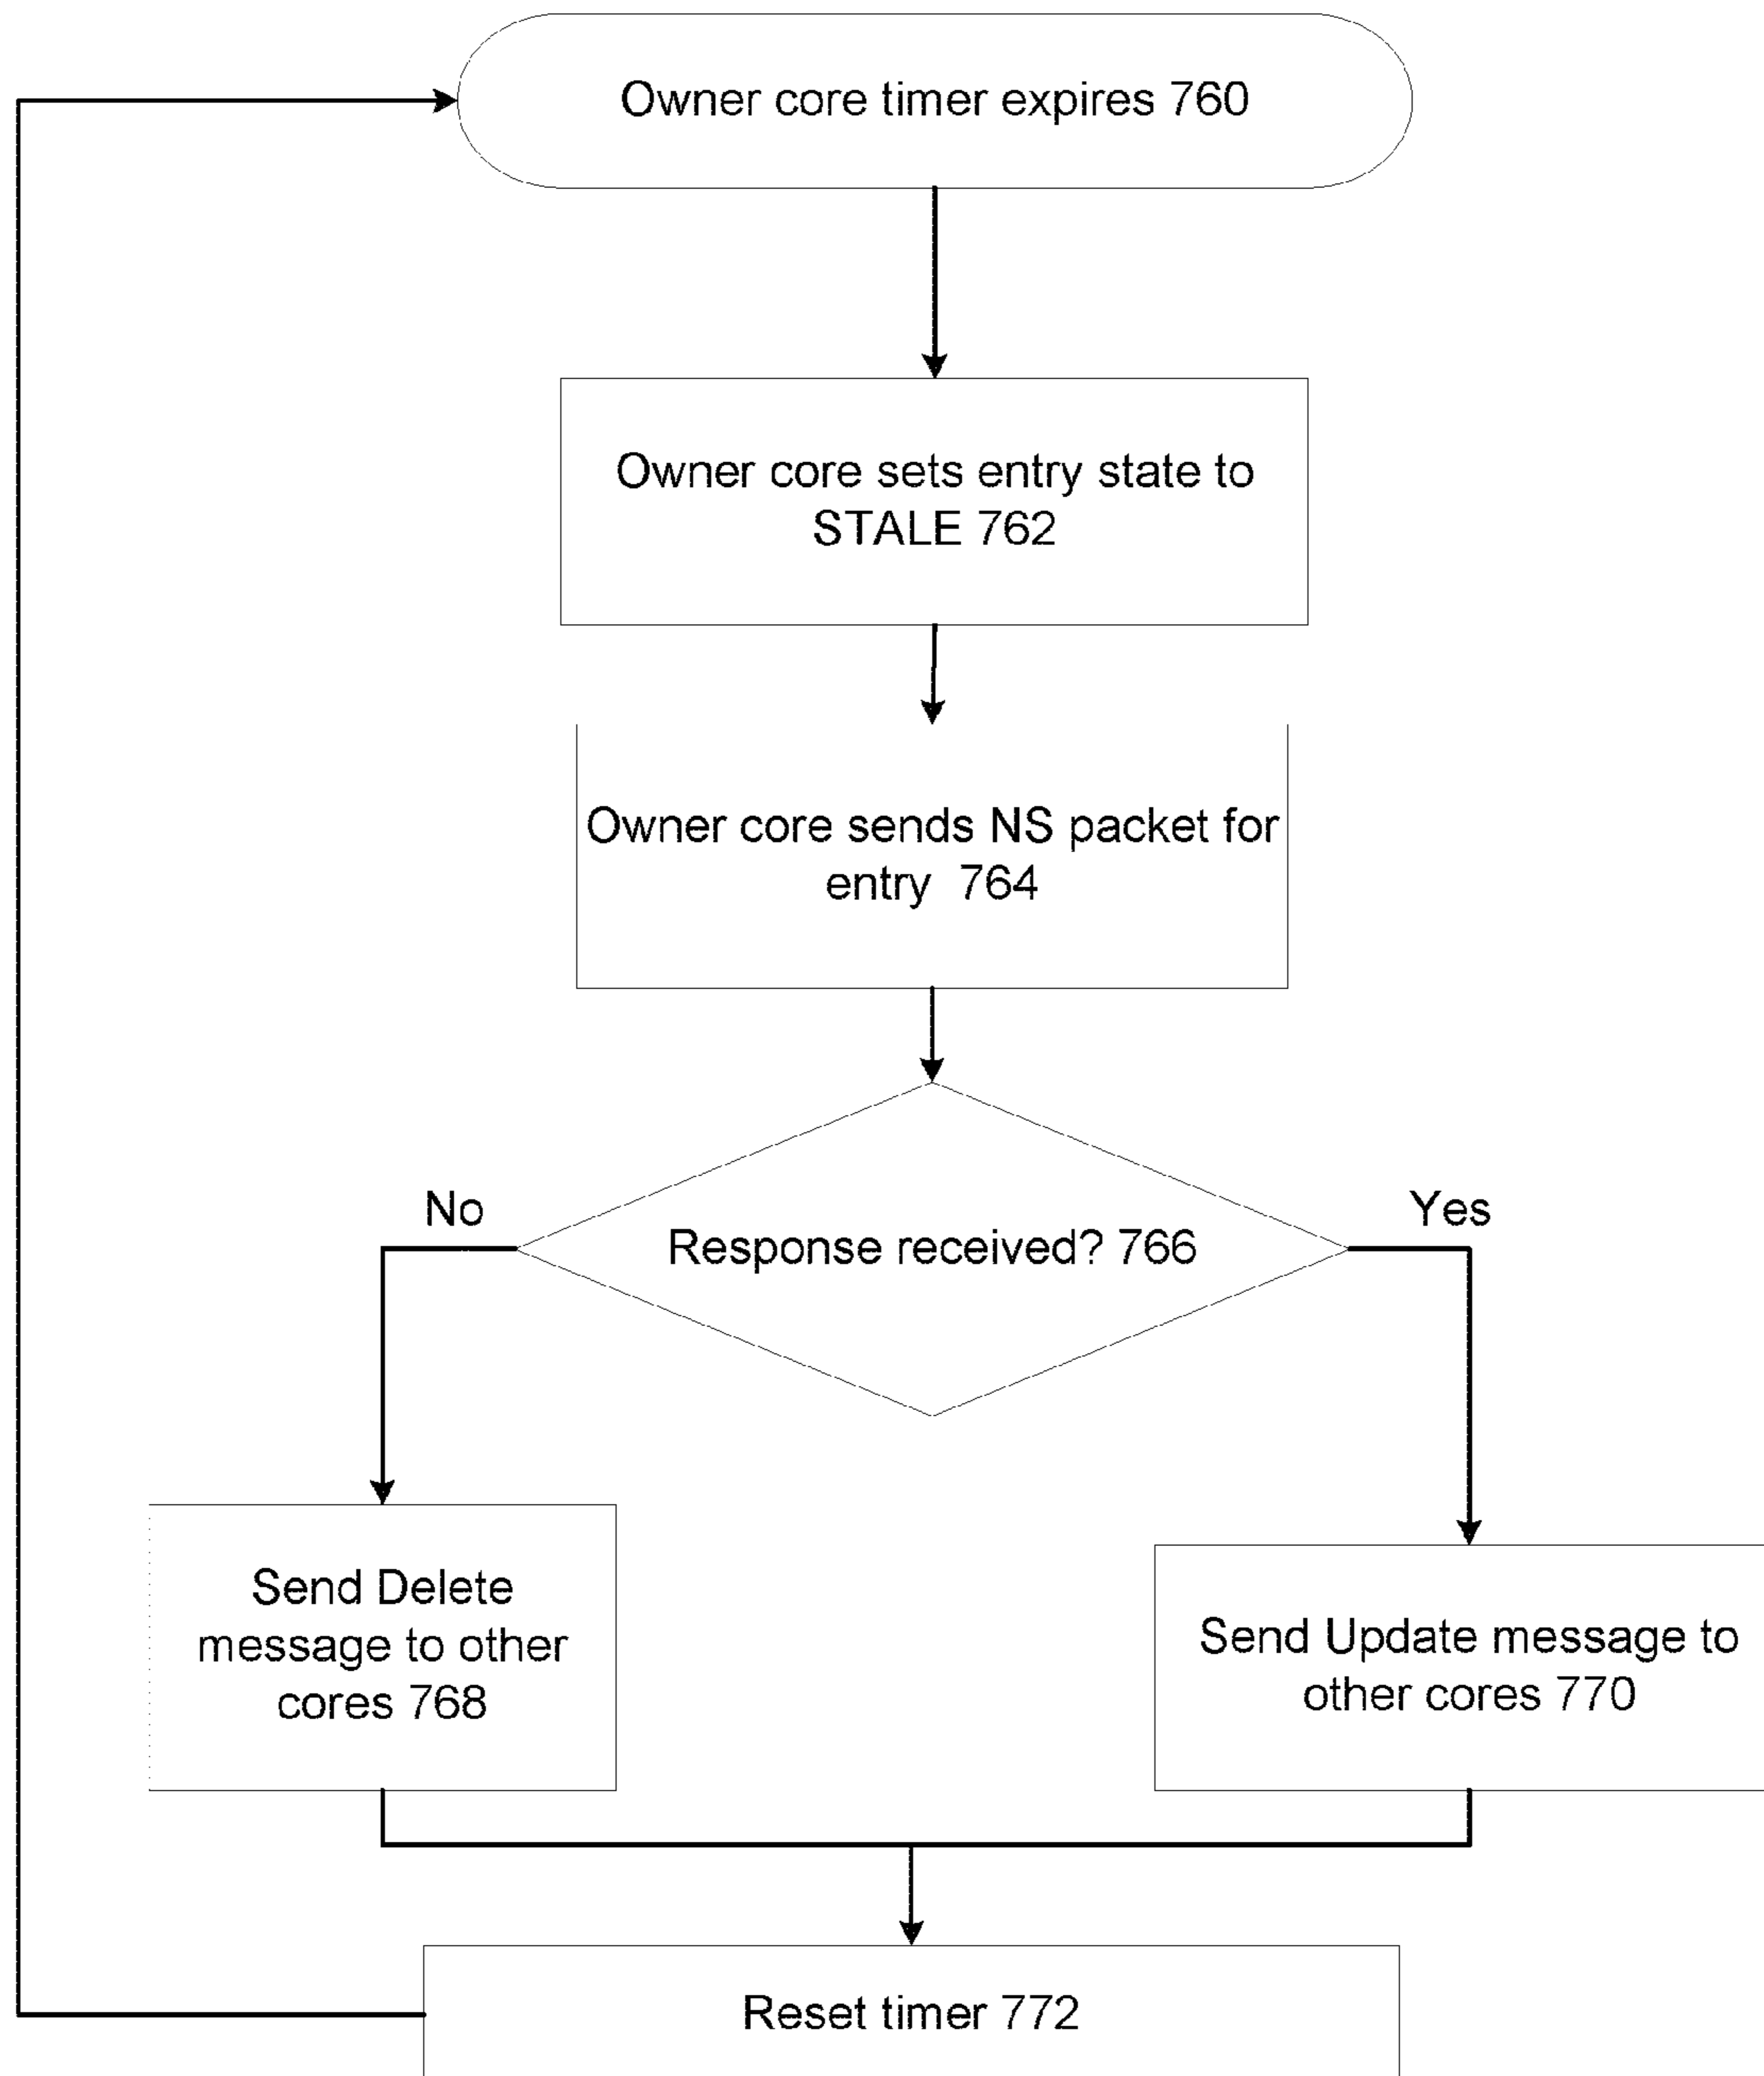 Owner core timer expires 760
Owner core sets entry state to
STALE 762
Owner core sends NS packet for
entry 764
No
Yes
Response received? 766
Send Delete
message to other
cores 768
Send Update message to
other cores 770
Reset timer 772